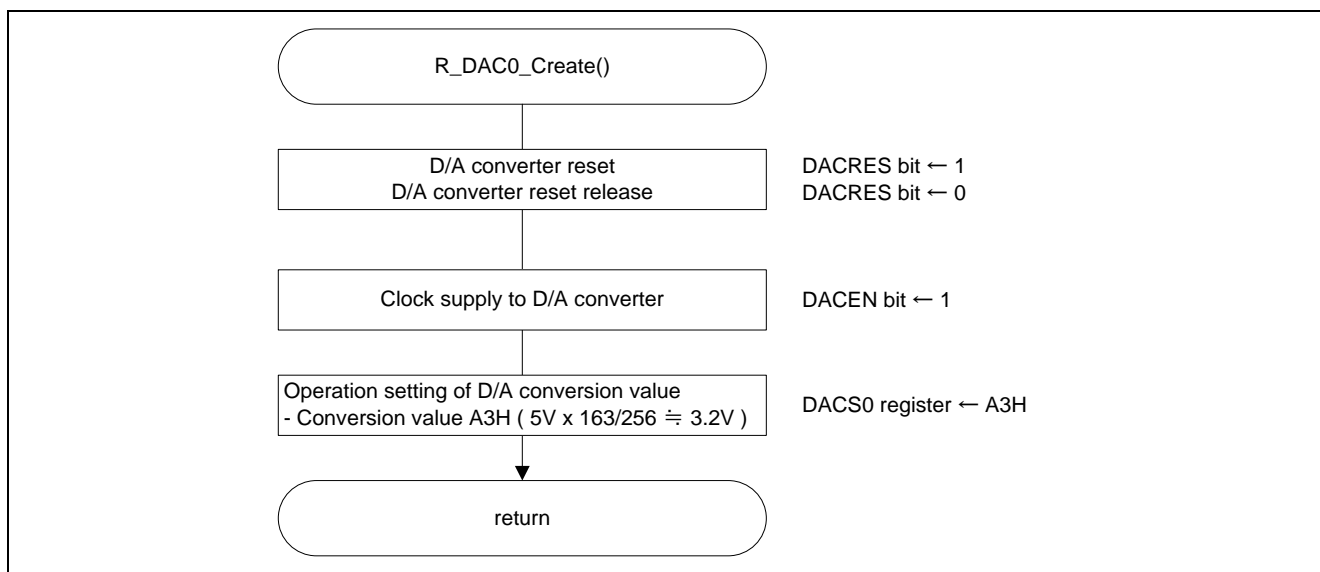 R_DAC0_Create()
D/A converter reset
DACRES bit ← 1
D/A converter reset release
DACRES bit ← 0
Clock supply to D/A converter
DACEN bit ← 1
Operation setting of D/A conversion value
- Conversion value A3H ( 5V x 163/256 ≒ 3.2V )
DACS0 register ← A3H
return